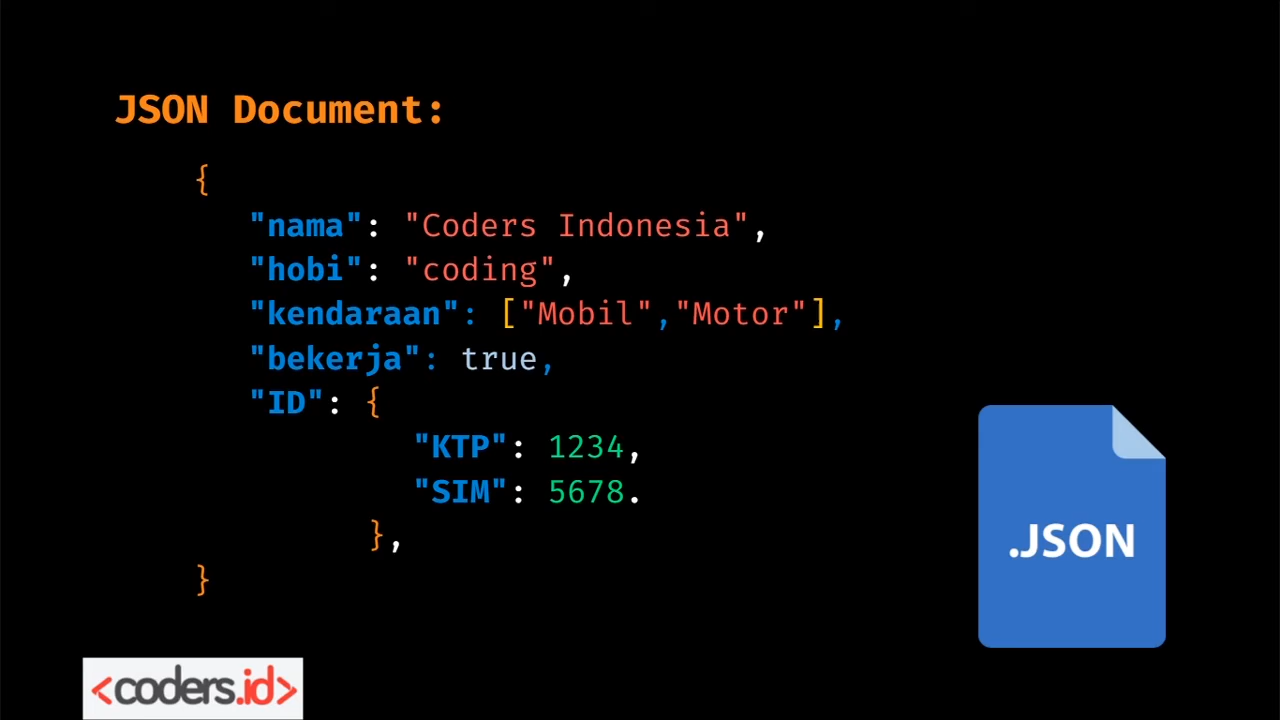 JSON Document:
{
"nama": "Coders Indonesia",
"hobi": "coding",
"kendaraan": ["Mobil","Motor"],
"bekerja": true,
"ID": {
"KTP": 1234,
"SIM": 5678.
},
}
.JSON
<coders.id>